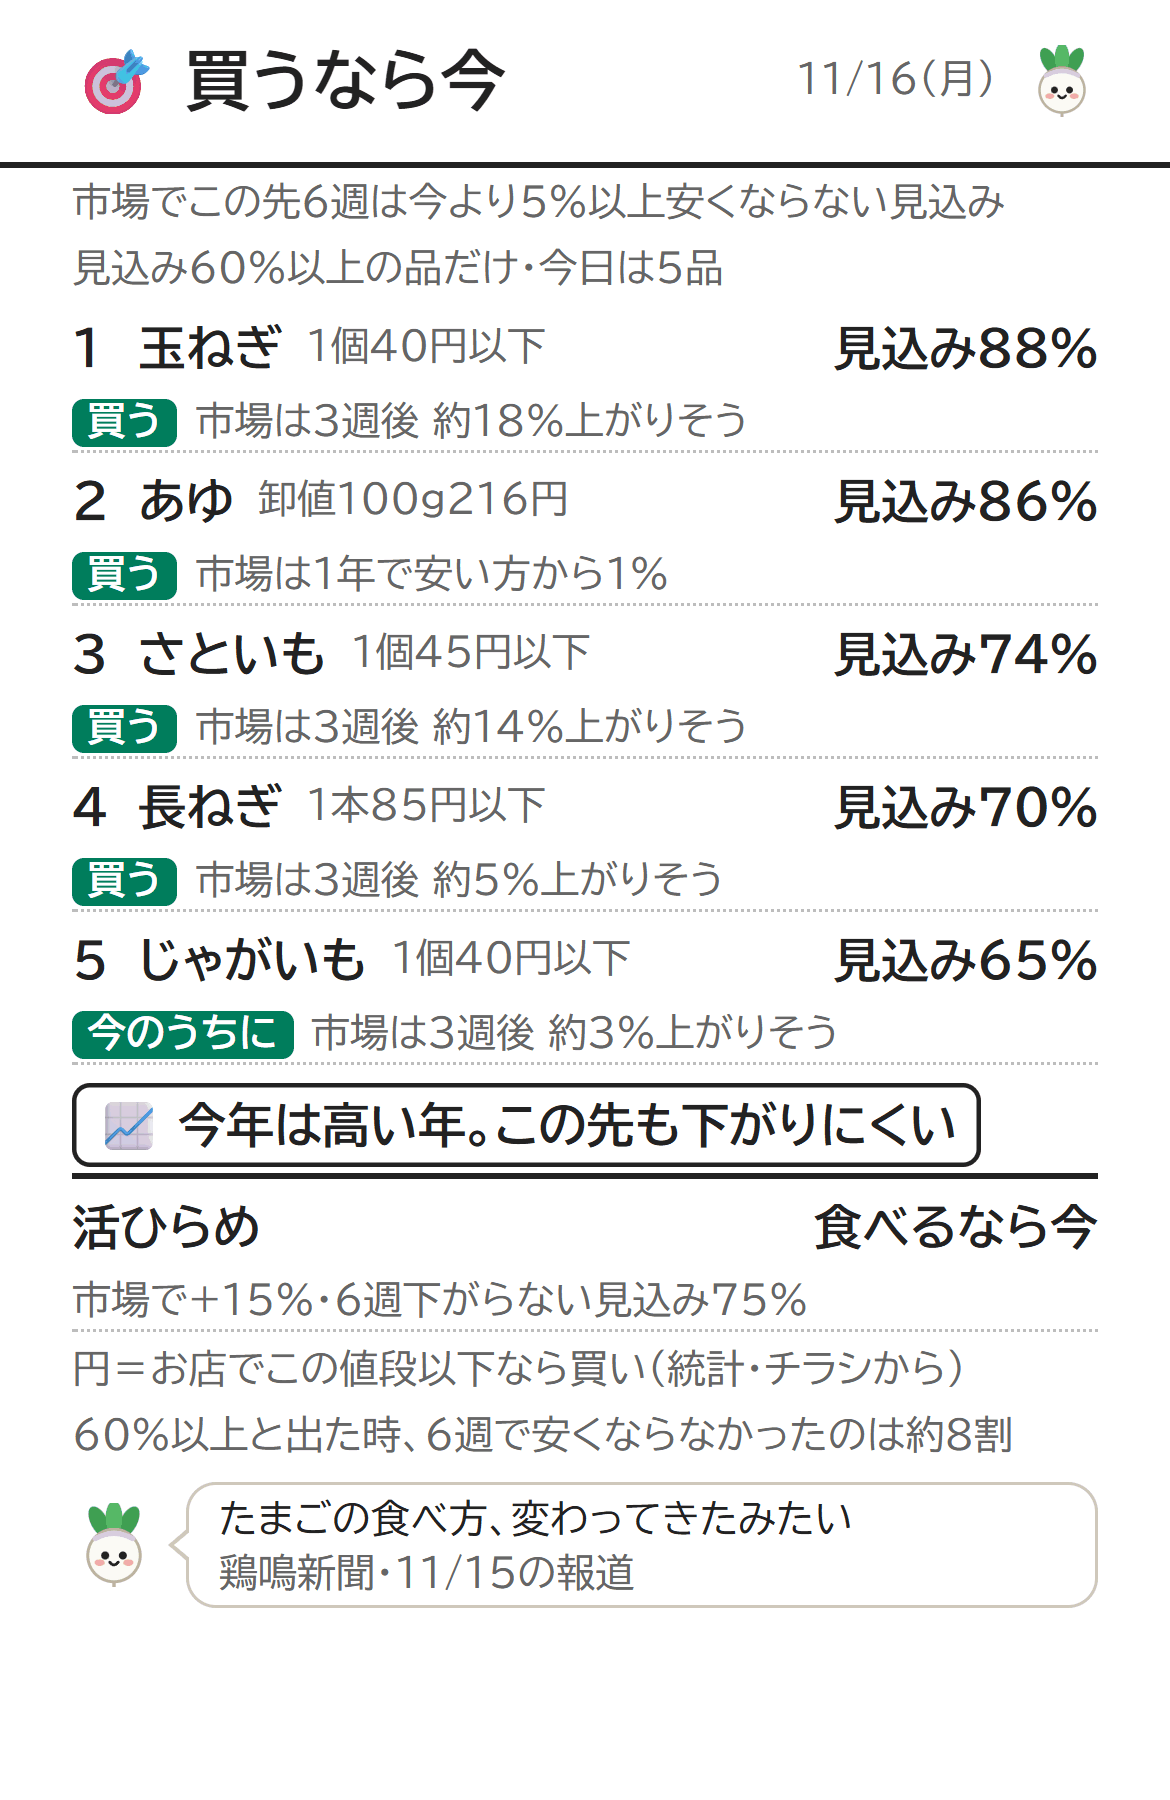 買うなら今 11/16(月)
市場でこの先6週は今より5%以上安くならない見込み
見込み60%以上の品だけ・今日は5品
1 玉ねぎ 1個40円以下 見込み88%
買う 市場は3週後 約18%上がりそう
2 あゆ 卸値100g216円 見込み86%
買う 市場は1年で安い方から1%
3 さといも 1個45円以下 見込み74%
買う 市場は3週後 約14%上がりそう
4 長ねぎ 1本85円以下 見込み70%
買う 市場は3週後 約5%上がりそう
5 じゃがいも 1個40円以下 見込み65%
今のうちに 市場は3週後 約3%上がりそう
今年は高い年。この先も下がりにくい
活ひらめ 食べるなら今
市場で+15%・6週下がらない見込み75%
円=お店でこの値段以下なら買い(統計・チラシから)
60%以上と出た時、6週で安くならなかったのは約8割
たまごの食べ方、変わってきたみたい
鶏鳴新聞・11/15の報道